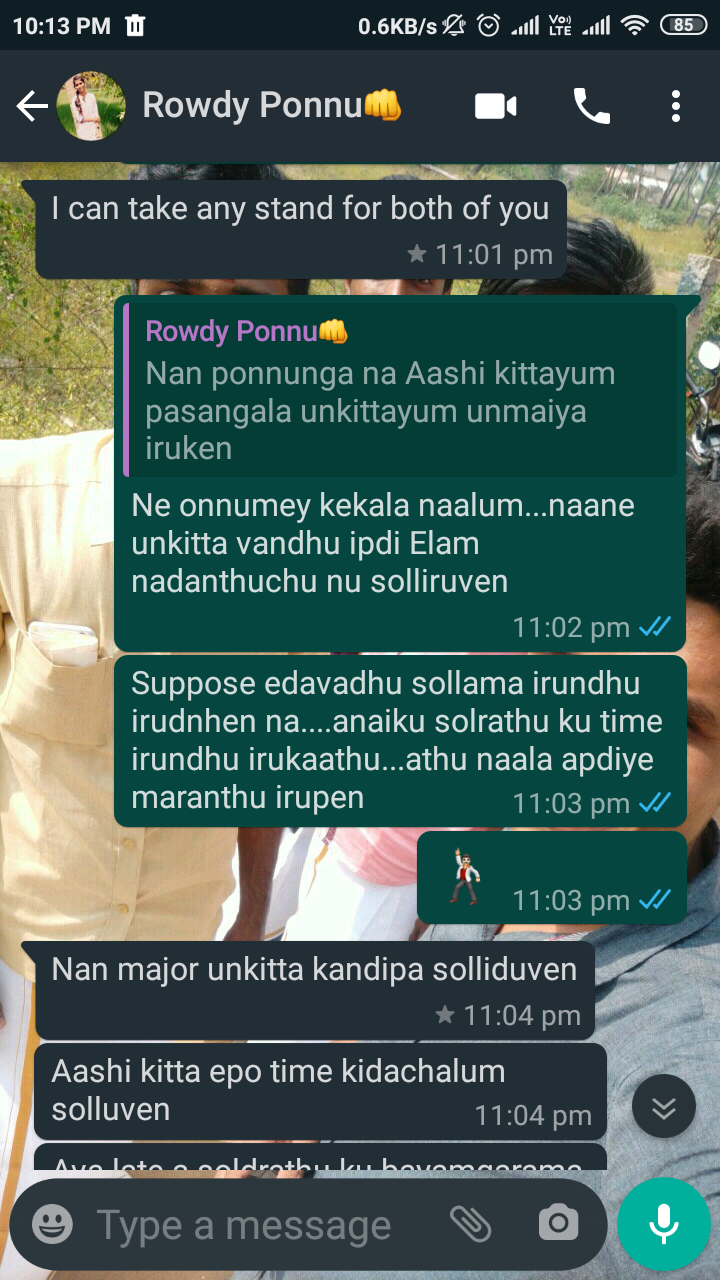 10:13 PM 0.6KB/s Vo) LTE 85
Rowdy Ponnu👊
I can take any stand for both of you
★ 11:01 pm
Rowdy Ponnu👊
Nan ponnunga na Aashi kittayum
pasangala unkittayum unmaiya
iruken
Ne onnumey kekala naalum...naane
unkitta vandhu ipdi Elam
nadanthuchu nu solliruven
11:02 pm
Suppose edavadhu sollama irundhu
irudnhen na....anaiku solrathu ku time
irundhu irukaathu...athu naala apdiye
maranthu irupen 11:03 pm
🕺 11:03 pm
Nan major unkitta kandipa solliduven
★ 11:04 pm
Aashi kitta epo time kidachalum
solluven 11:04 pm
Type a message